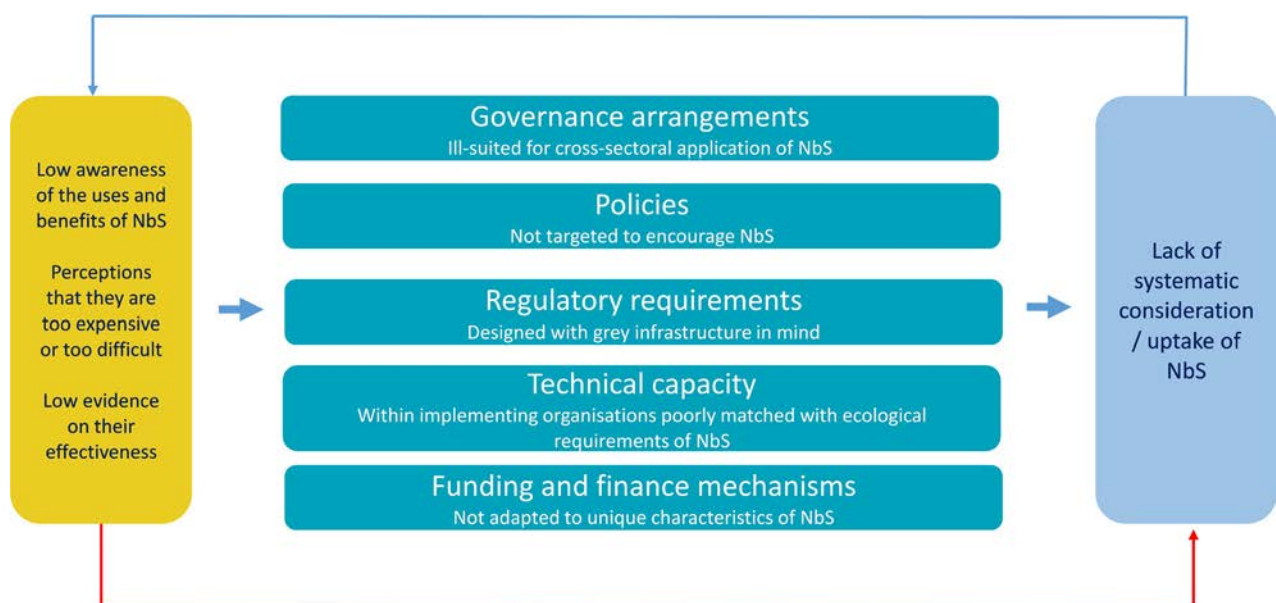 Low awareness
of the uses and
benefits of NbS
Perceptions
that they are
too expensive
or too difficult
Low evidence
on their
effectiveness
Governance arrangements
Ill-suited for cross-sectoral application of NbS
Policies
Not targeted to encourage NbS
Regulatory requirements
Designed with grey infrastructure in mind
Technical capacity
Within implementing organisations poorly matched with ecological
requirements of NbS
Funding and finance mechanisms
Not adapted to unique characteristics of NbS
Lack of
systematic
consideration
/ uptake of
NbS